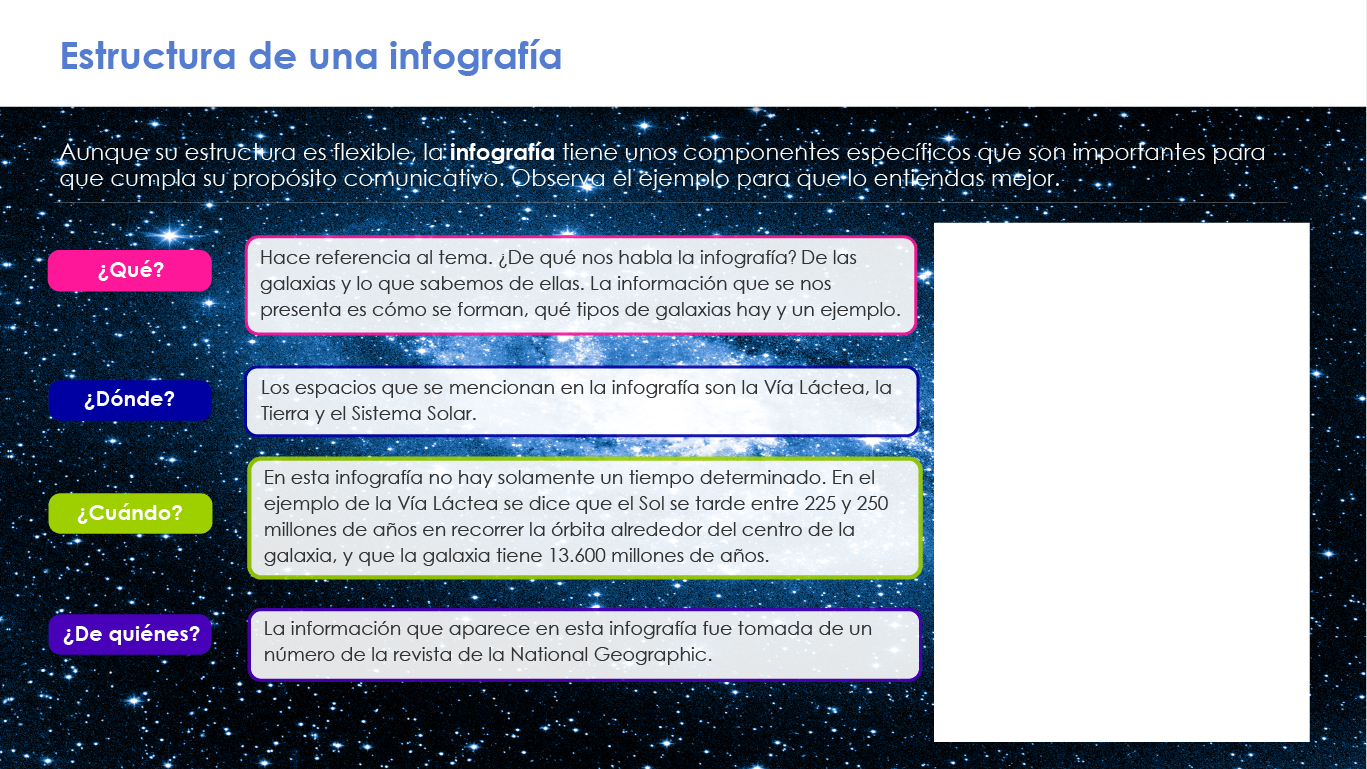 Estructura de una infografía
Aunque su estructura es flexible, la infografía tiene unos componentes específicos que son importantes para
que cumpla su propósito comunicativo. Observa el ejemplo para que lo entiendas mejor.
¿Qué?
Hace referencia al tema. ¿De qué nos habla la infografía? De las
galaxias y lo que sabemos de ellas. La información que se nos
presenta es cómo se forman, qué tipos de galaxias hay y un ejemplo.
¿Dónde?
Los espacios que se mencionan en la infografía son la Vía Láctea, la
Tierra y el Sistema Solar.
¿Cuándo?
En esta infografía no hay solamente un tiempo determinado. En el
ejemplo de la Vía Láctea se dice que el Sol se tarde entre 225 y 250
millones de años en recorrer la órbita alrededor del centro de la
galaxia, y que la galaxia tiene 13.600 millones de años.
¿De quiénes?
La información que aparece en esta infografía fue tomada de un
número de la revista de la National Geographic.